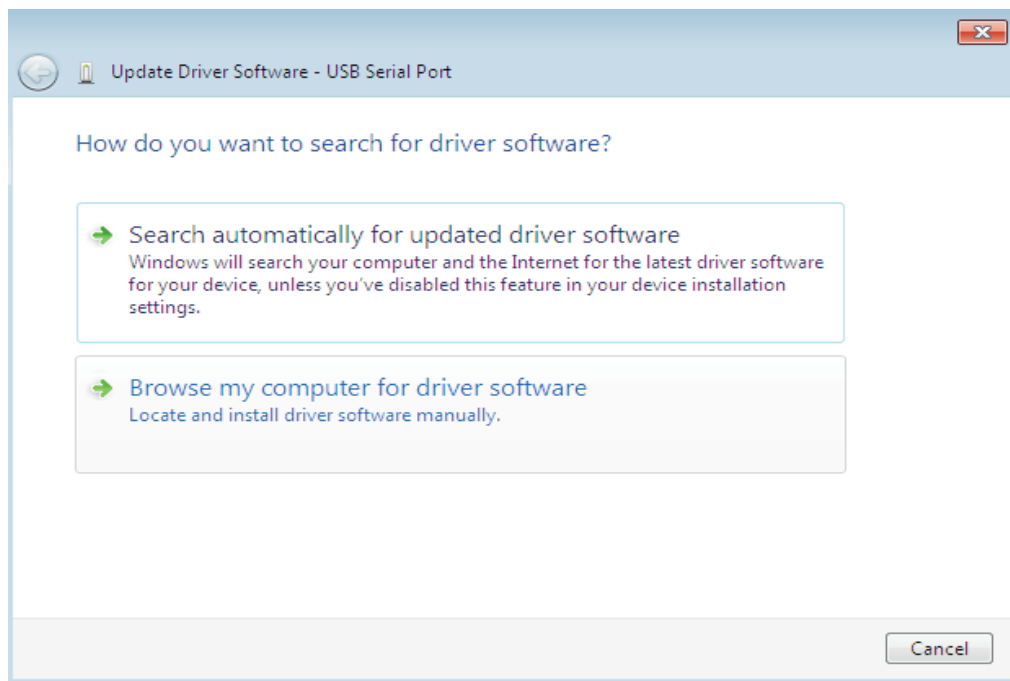 Update Driver Software - USB Serial Port
How do you want to search for driver software?
Search automatically for updated driver software
Windows will search your computer and the Internet for the latest driver software
for your device, unless you've disabled this feature in your device installation
settings.
Browse my computer for driver software
Locate and install driver software manually.
Cancel